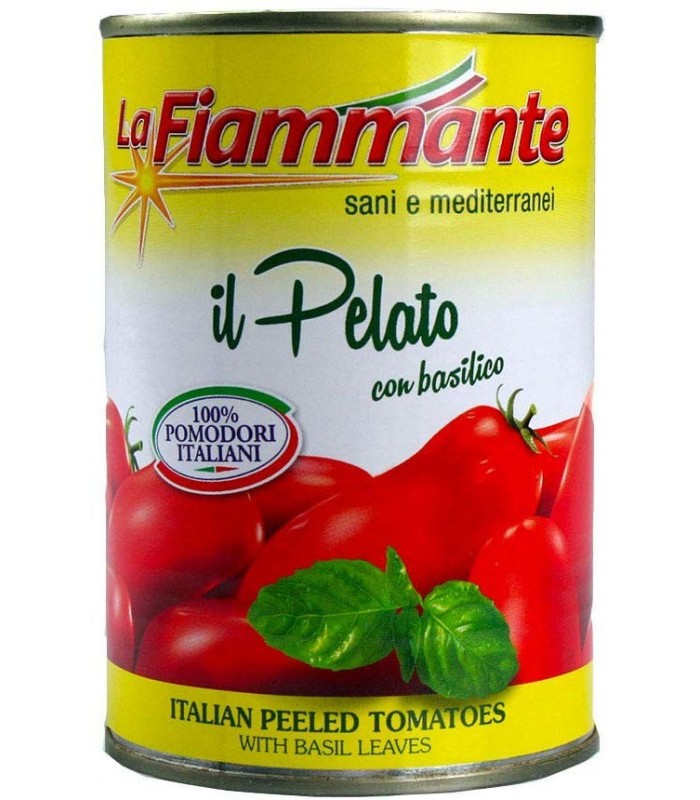 La Fiammante
sani e mediterranei
il Pelato
con basilico
100%
POMODORI
ITALIANI
ITALIAN PEELED TOMATOES
WITH BASIL LEAVES